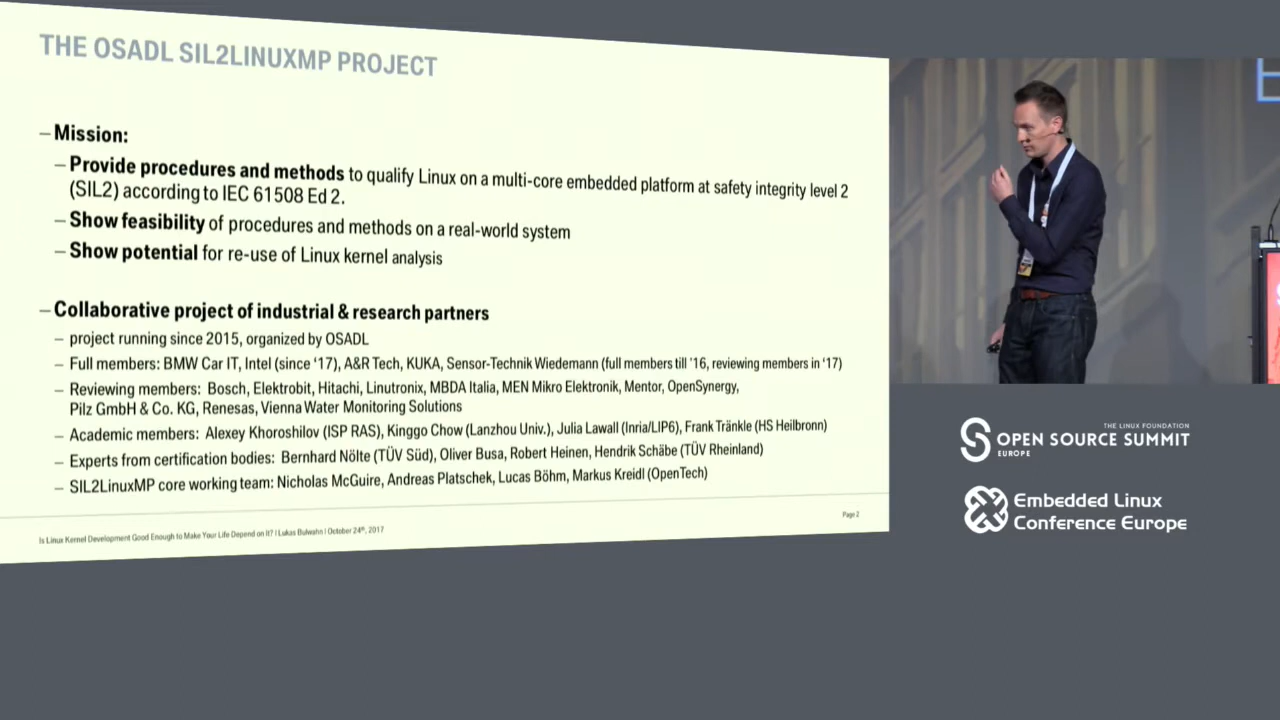 THE OSADL SIL2LINUXMP PROJECT
– Mission:
– Provide procedures and methods to qualify Linux on a multi-core embedded platform at safety integrity level 2
(SIL2) according to IEC 61508 Ed 2.
– Show feasibility of procedures and methods on a real-world system
– Show potential for re-use of Linux kernel analysis
– Collaborative project of industrial & research partners
– project running since 2015, organized by OSADL
– Full members: BMW Car IT, Intel (since ‘17), A&R Tech, KUKA, Sensor-Technik Wiedemann (full members till ’16, reviewing members in ‘17)
– Reviewing members: Bosch, Elektrobit, Hitachi, Linutronix, MBDA Italia, MEN Mikro Elektronik, Mentor, OpenSynergy,
Pilz GmbH & Co. KG, Renesas, Vienna Water Monitoring Solutions
– Academic members: Alexey Khoroshilov (ISP RAS), Kinggo Chow (Lanzhou Univ.), Julia Lawall (Inria/LIP6), Frank Tränkle (HS Heilbronn)
– Experts from certification bodies: Bernhard Nölte (TÜV Süd), Oliver Busa, Robert Heinen, Hendrik Schäbe (TÜV Rheinland)
– SIL2LinuxMP core working team: Nicholas McGuire, Andreas Platschek, Lucas Böhm, Markus Kreidl (OpenTech)
Page 2
Is Linux Kernel Development Good Enough to Make Your Life Depend on It? | Lukas Bulwahn | October 24th, 2017
THE LINUX FOUNDATION
OPEN SOURCE SUMMIT
EUROPE
Embedded Linux
Conference Europe